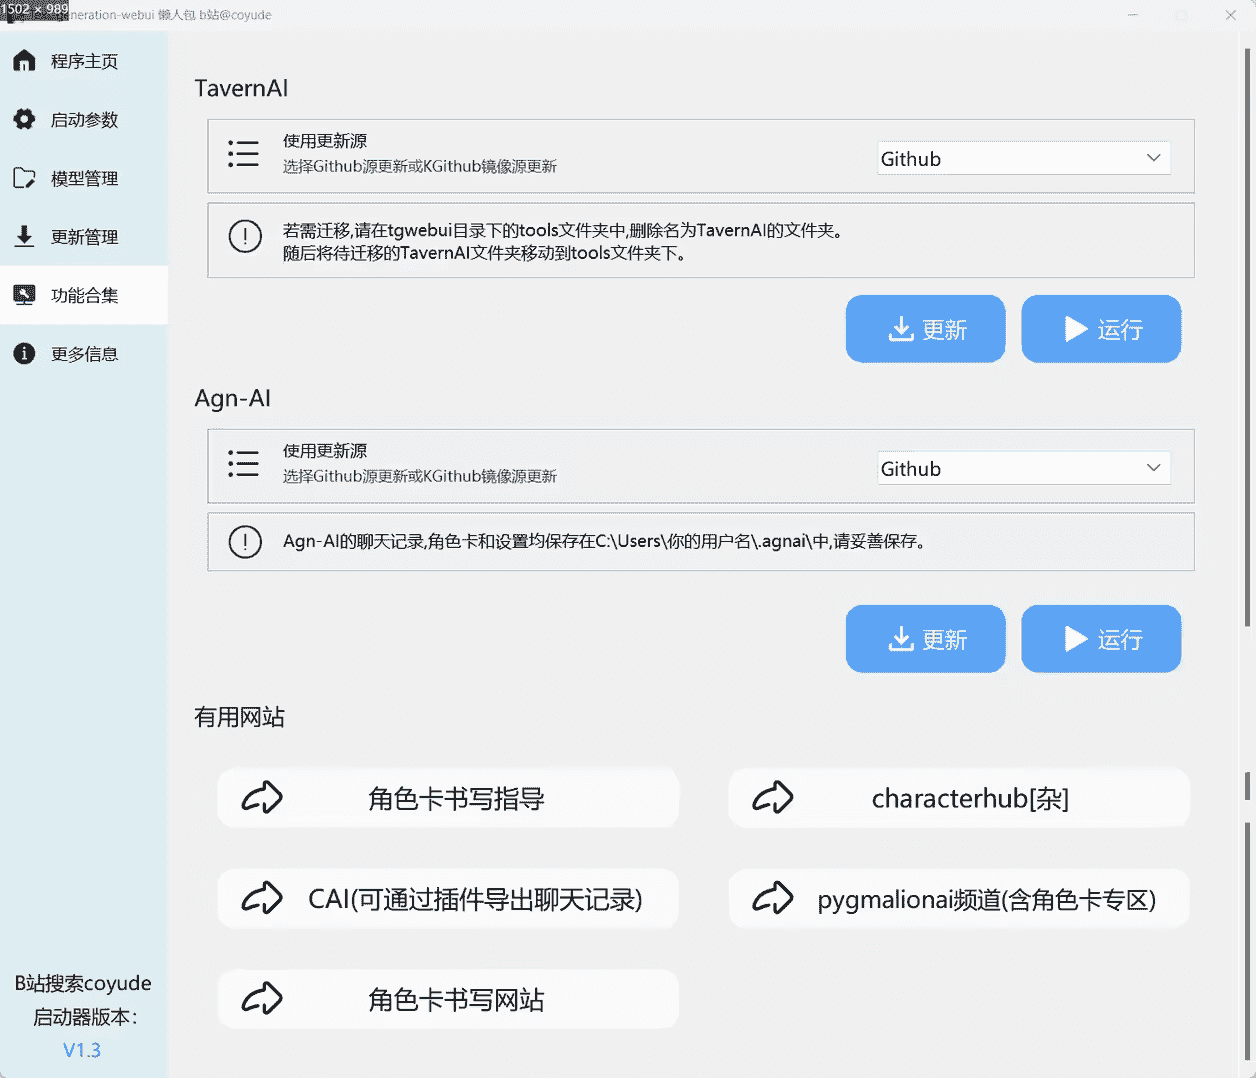 1502 × 989
neration-webui 懒人包 b站@coyude
程序主页
启动参数
模型管理
更新管理
功能合集
更多信息
TavernAI
使用更新源
选择Github源更新或KGithub镜像源更新
Github
若需迁移,请在tgwebui目录下的tools文件夹中,删除名为TavernAI的文件夹。
随后将待迁移的TavernAI文件夹移动到tools文件夹下。
更新
运行
Agn-AI
使用更新源
选择Github源更新或KGithub镜像源更新
Github
Agn-AI的聊天记录,角色卡和设置均保存在C:\Users\你的用户名\.agnai\中,请妥善保存。
更新
运行
有用网站
角色卡书写指导
characterhub[杂]
CAI(可通过插件导出聊天记录)
pygmalionai频道(含角色卡专区)
角色卡书写网站
B站搜索coyude
启动器版本:
V1.3